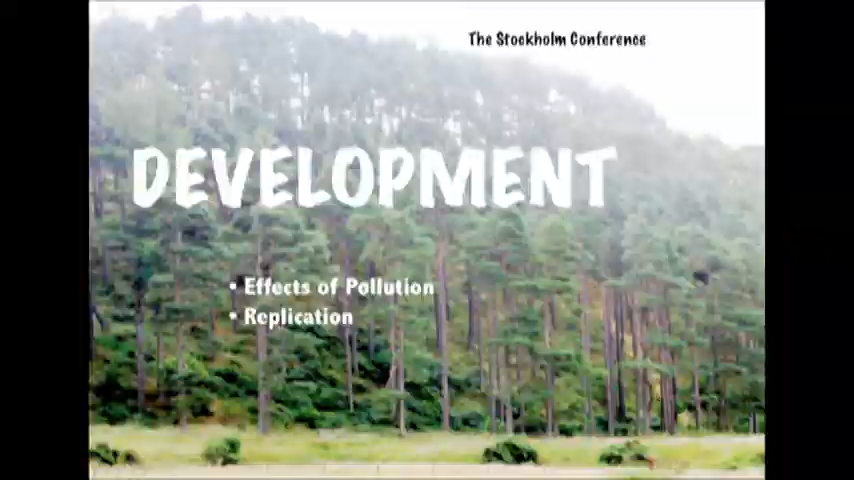 The Stockholm Conference
DEVELOPMENT
• Effects of Pollution
• Replication